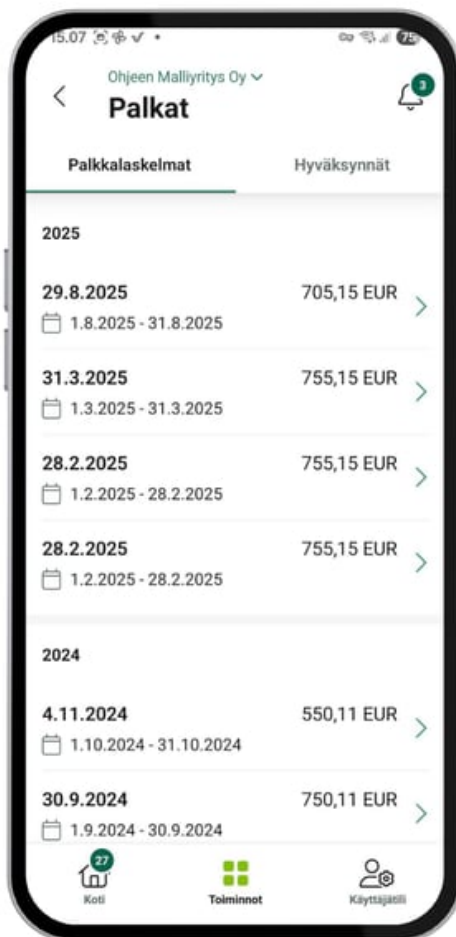 15.07
75
Ohjeen Malliyritys Oy
3
Palkat
Palkkalaskelmat Hyväksynnät
2025
29.8.2025 705,15 EUR
1.8.2025 - 31.8.2025
31.3.2025 755,15 EUR
1.3.2025 - 31.3.2025
28.2.2025 755,15 EUR
1.2.2025 - 28.2.2025
28.2.2025 755,15 EUR
1.2.2025 - 28.2.2025
2024
4.11.2024 550,11 EUR
1.10.2024 - 31.10.2024
30.9.2024 750,11 EUR
1.9.2024 - 30.9.2024
27
Koti Toiminnot Käyttäjätili